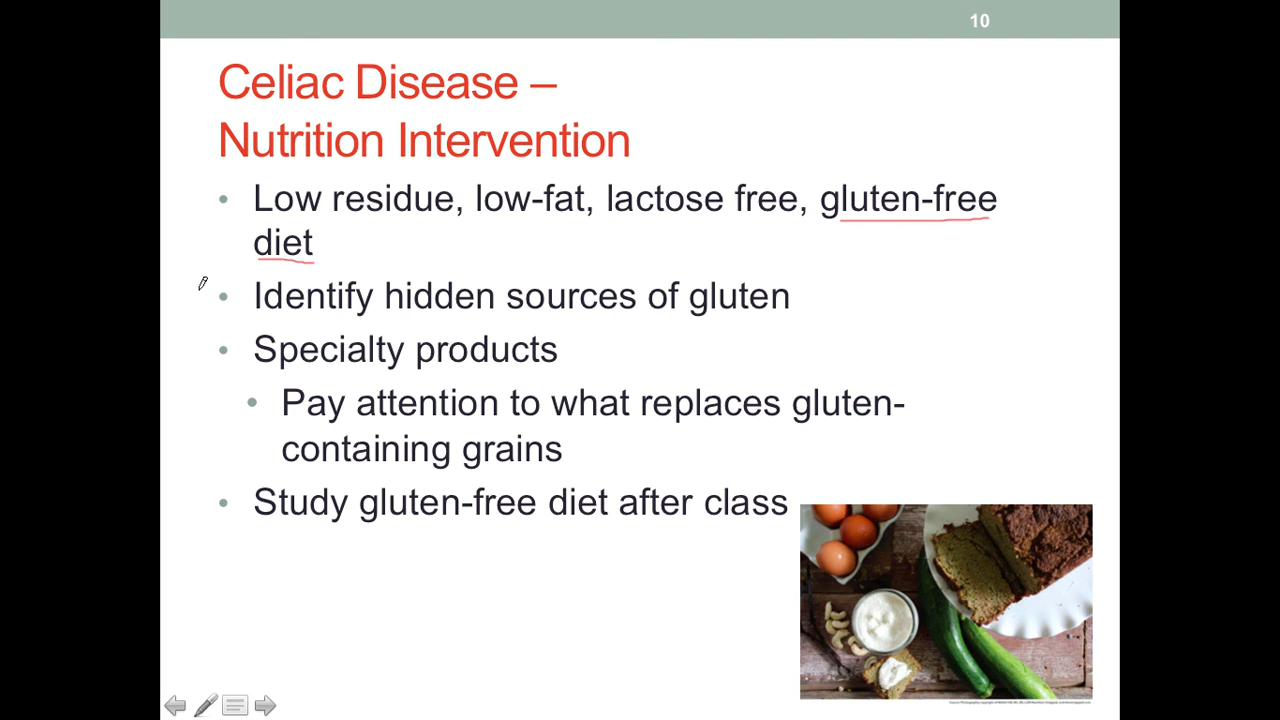 10
Celiac Disease –
Nutrition Intervention
• Low residue, low-fat, lactose free, gluten-free
diet
• Identify hidden sources of gluten
• Specialty products
• Pay attention to what replaces gluten-
containing grains
• Study gluten-free diet after class